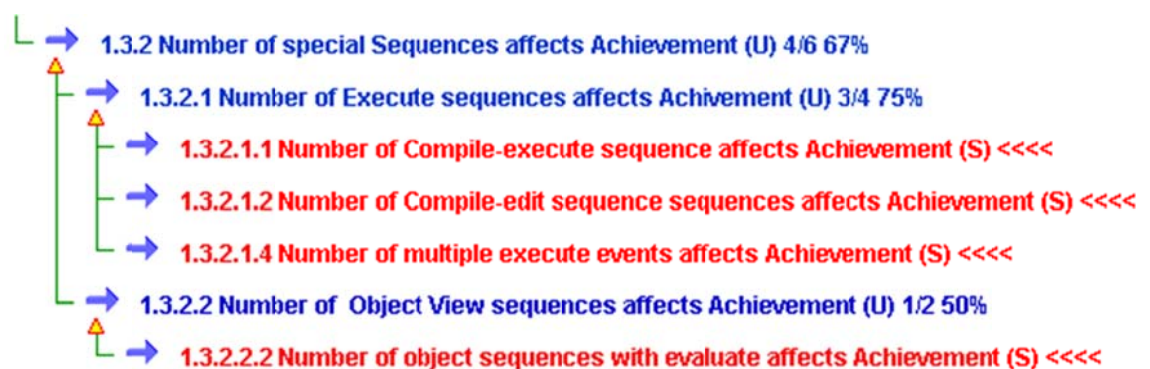 1.3.2 Number of special Sequences affects Achievement (U) 4/6 67%
1.3.2.1 Number of Execute sequences affects Achivement (U) 3/4 75%
1.3.2.1.1 Number of Compile-execute sequence affects Achievement (S) <<<<
1.3.2.1.2 Number of Compile-edit sequence sequences affects Achievement (S) <<<<
1.3.2.1.4 Number of multiple execute events affects Achievement (S) <<<<
1.3.2.2 Number of  Object View sequences affects Achievement (U) 1/2 50%
1.3.2.2.2 Number of object sequences with evaluate affects Achievement (S) <<<<